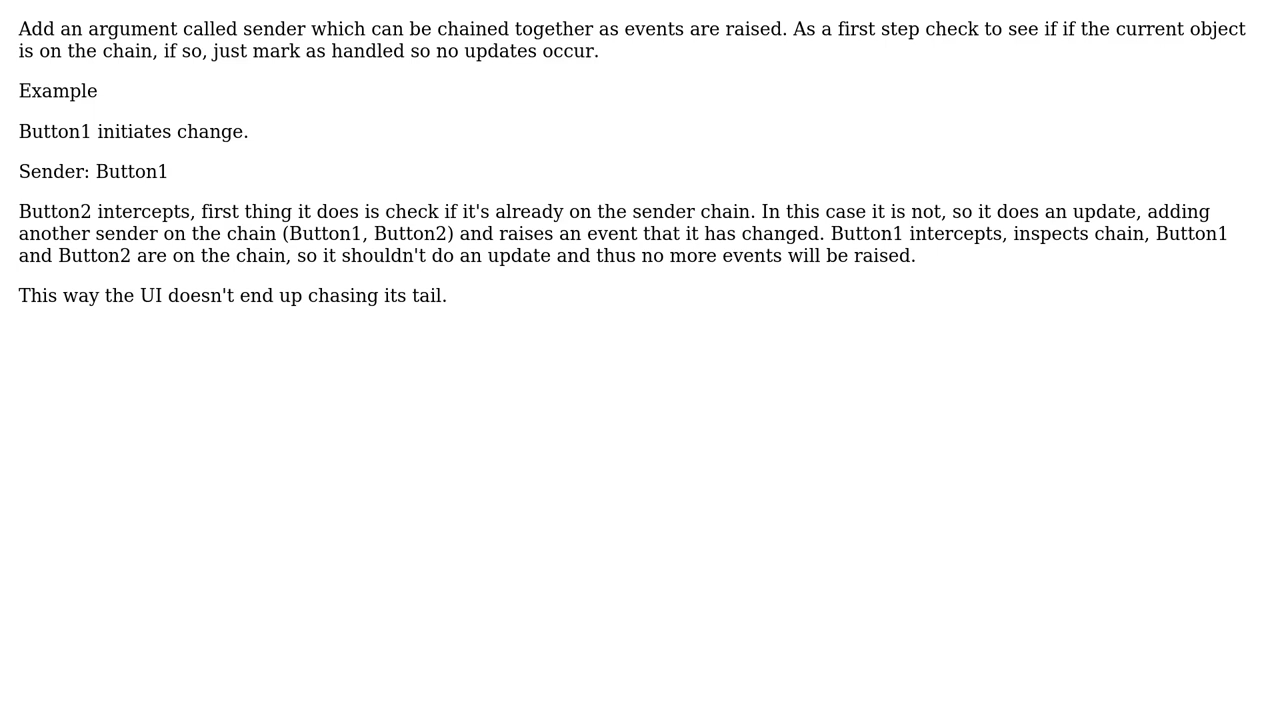 Add an argument called sender which can be chained together as events are raised. As a first step check to see if if the current object
is on the chain, if so, just mark as handled so no updates occur.
Example
Button1 initiates change.
Sender: Button1
Button2 intercepts, first thing it does is check if it's already on the sender chain. In this case it is not, so it does an update, adding
another sender on the chain (Button1, Button2) and raises an event that it has changed. Button1 intercepts, inspects chain, Button1
and Button2 are on the chain, so it shouldn't do an update and thus no more events will be raised.
This way the UI doesn't end up chasing its tail.